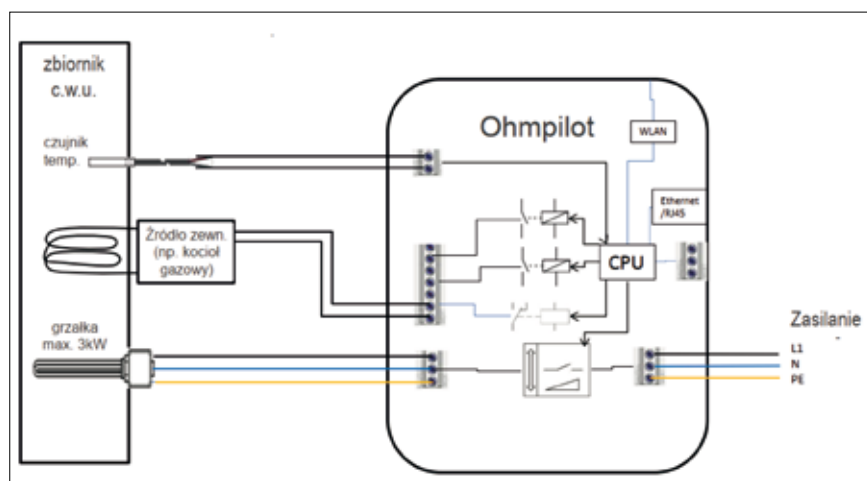 zbiornik
c.w.u.
czujnik
temp.
Źródło zewn.
(np. kocioł
gazowy)
grzałka
max. 3kW
Ohmpilot
WLAN
Ethernet
/RJ45
CPU
Zasilanie
L1
N
PE